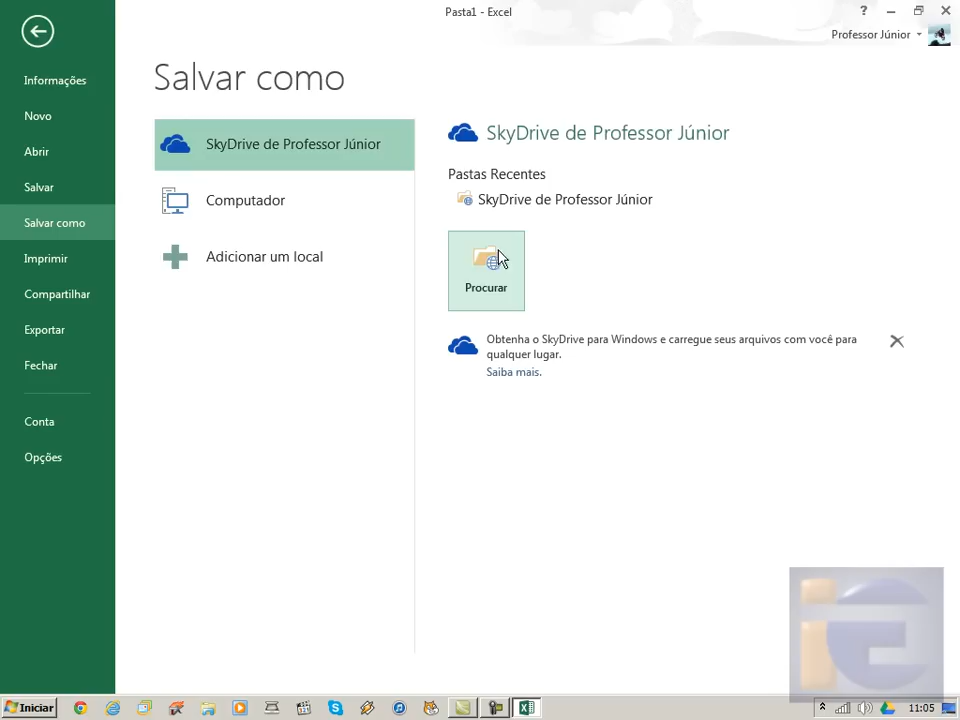 Pasta1 - Excel
?
Professor Júnior
Informações
Novo
Abrir
Salvar
Salvar como
Imprimir
Compartilhar
Exportar
Fechar
Conta
Opções
Salvar como
SkyDrive de Professor Júnior
Computador
Adicionar um local
SkyDrive de Professor Júnior
Pastas Recentes
SkyDrive de Professor Júnior
Procurar
Obtenha o SkyDrive para Windows e carregue seus arquivos com você para
qualquer lugar.
Saiba mais.
Iniciar
11:05